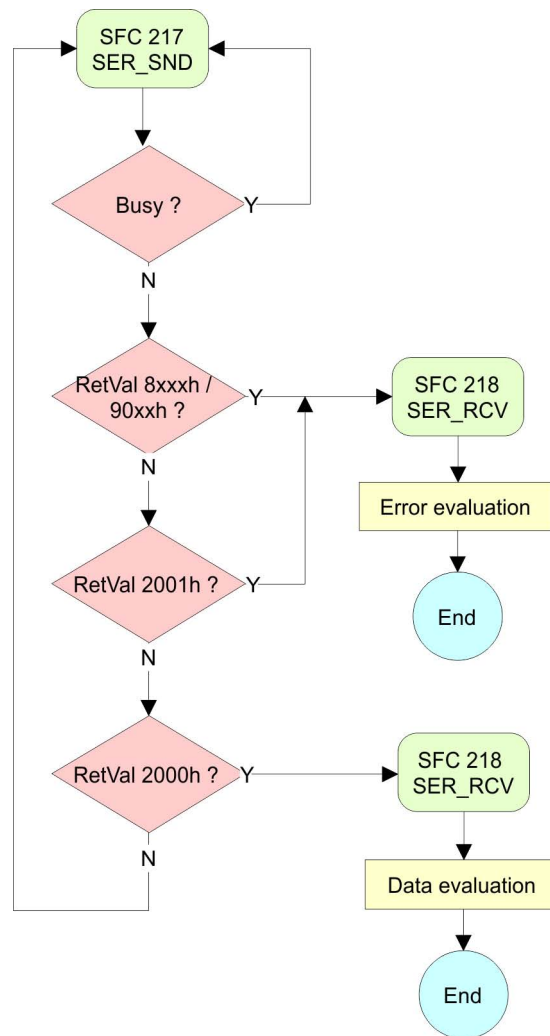 SFC 217
SER_SND
Busy ?
Y
N
RetVal 8xxxh /
90xxh ?
Y
SFC 218
SER_RCV
N
Error evaluation
RetVal 2001h ?
Y
End
N
RetVal 2000h ?
Y
SFC 218
SER_RCV
N
Data evaluation
End